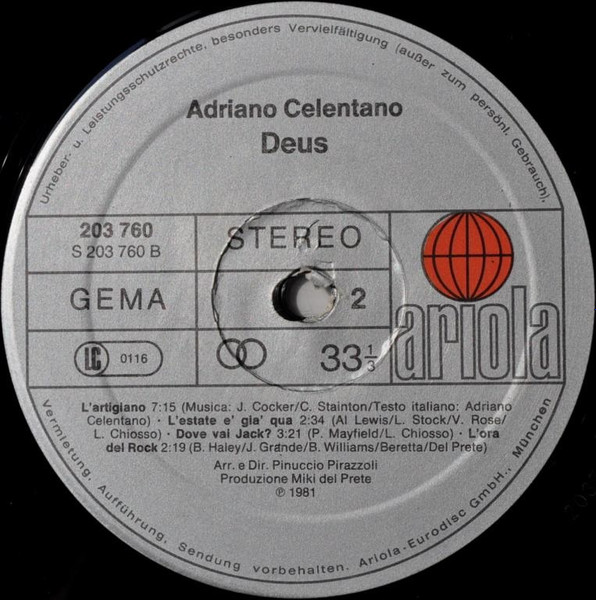 Urheber- u. Leistungsschutzrechte, besonders Vervielfältigung (außer zum persönl. Gebrauch),
Adriano Celentano
Deus
203 760
S 203 760 B
STEREO
GEMA
2
LC 0116
33 1/3
ariola
L'artigiano 7:15 (Musica: J. Cocker/C. Stainton/Testo italiano: Adriano
Celentano) · L'estate e' gia' qua 2:34 (Al Lewis/L. Stock/V. Rose/
L. Chiosso) · Dove vai Jack? 3:21 (P. Mayfield/L. Chiosso) · L'ora
del Rock 2:19 (B. Haley/J. Grande/B. Williams/Beretta/Del Prete)
Arr. e Dir. Pinuccio Pirazzoli
Produzione Miki del Prete
℗ 1981
Vermietung, Aufführung, Sendung vorbehalten. Ariola-Eurodisc GmbH., München